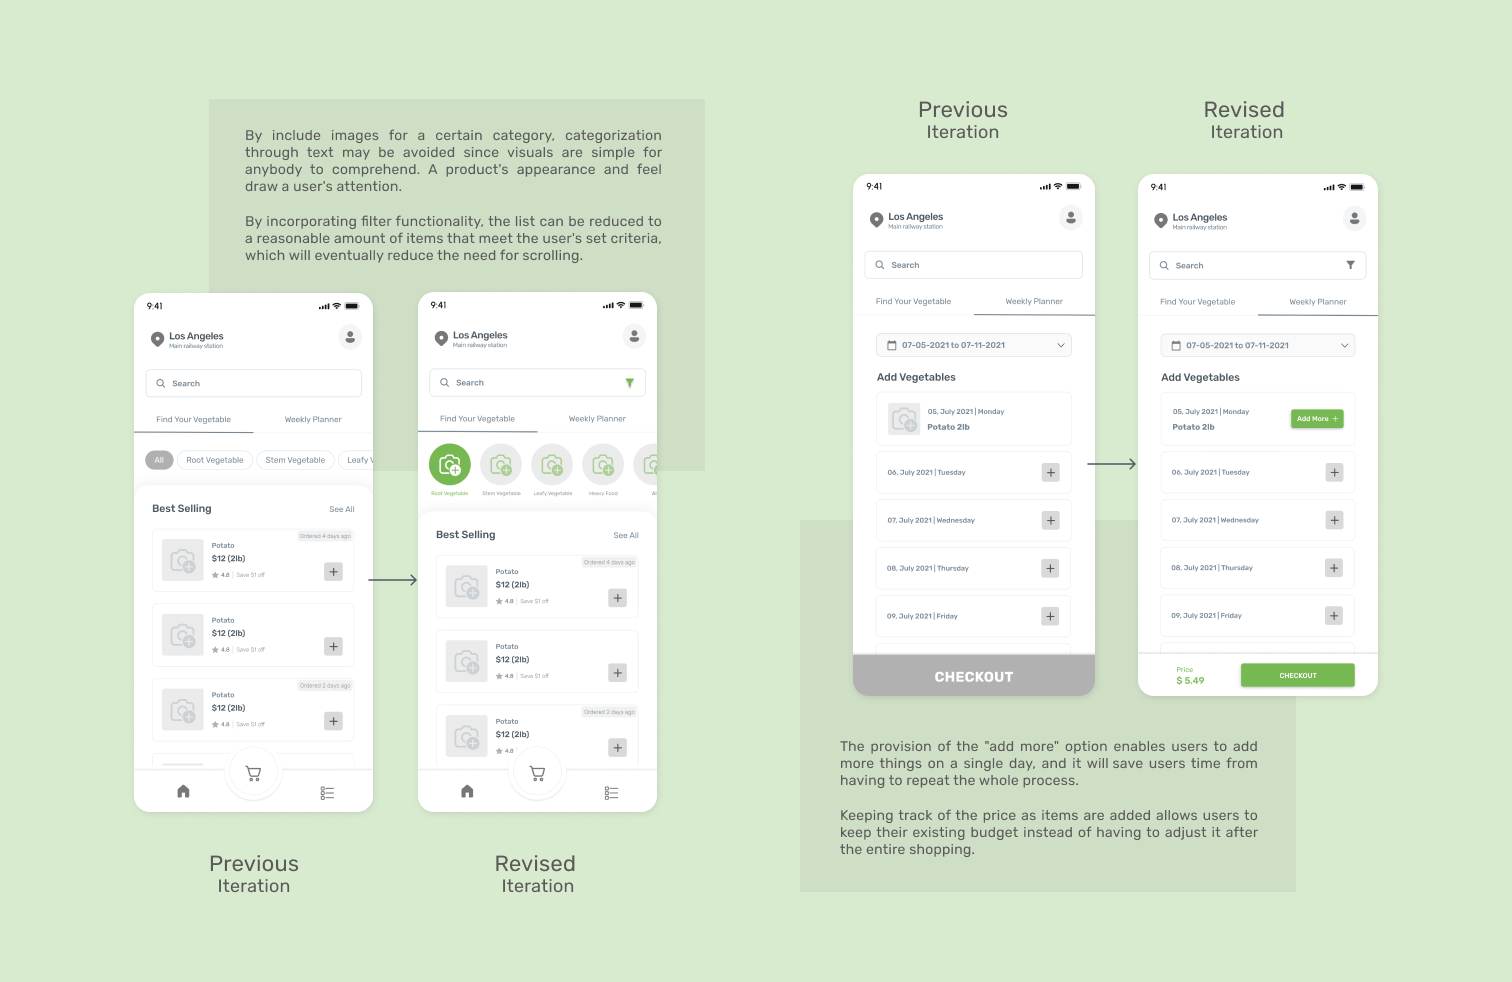 By include images for a certain category, categorization
through text may be avoided since visuals are simple for
anybody to comprehend. A product's appearance and feel
draw a user's attention.
By incorporating filter functionality, the list can be reduced to
a reasonable amount of items that meet the user's set criteria,
which will eventually reduce the need for scrolling.
9:41
Los Angeles
Main railway station
Search
Find Your Vegetable
Weekly Planner
All
Root Vegetable
Stem Vegetable
Leafy V
Best Selling
See All
Ordered 4 days ago
Potato
$12 (2lb)
4.8 | Save $1 off
Potato
$12 (2lb)
4.8 | Save $1 off
Ordered 2 days ago
Potato
$12 (2lb)
4.8 | Save $1 off
Previous
Iteration
9:41
Los Angeles
Main railway station
Search
Find Your Vegetable
Weekly Planner
Root Vegetable
Stem Vegetable
Leafy Vegetable
Heavy Food
Al
Best Selling
See All
Ordered 4 days ago
Potato
$12 (2lb)
4.8 | Save $1 off
Potato
$12 (2lb)
4.8 | Save $1 off
Ordered 2 days ago
Potato
$12 (2lb)
4.8
Revised
Iteration
Previous
Iteration
9:41
Los Angeles
Main railway station
Search
Find Your Vegetable
Weekly Planner
07-05-2021 to 07-11-2021
Add Vegetables
05, July 2021 | Monday
Potato 2lb
06, July 2021 | Tuesday
07, July 2021 | Wednesday
08, July 2021 | Thursday
09, July 2021 | Friday
CHECKOUT
Revised
Iteration
9:41
Los Angeles
Main railway station
Search
Find Your Vegetable
Weekly Planner
07-05-2021 to 07-11-2021
Add Vegetables
05, July 2021 | Monday
Potato 2lb
Add More +
06, July 2021 | Tuesday
07, July 2021 | Wednesday
08, July 2021 | Thursday
09, July 2021 | Friday
Price
$ 5.49
CHECKOUT
The provision of the "add more" option enables users to add
more things on a single day, and it will save users time from
having to repeat the whole process.
Keeping track of the price as items are added allows users to
keep their existing budget instead of having to adjust it after
the entire shopping.